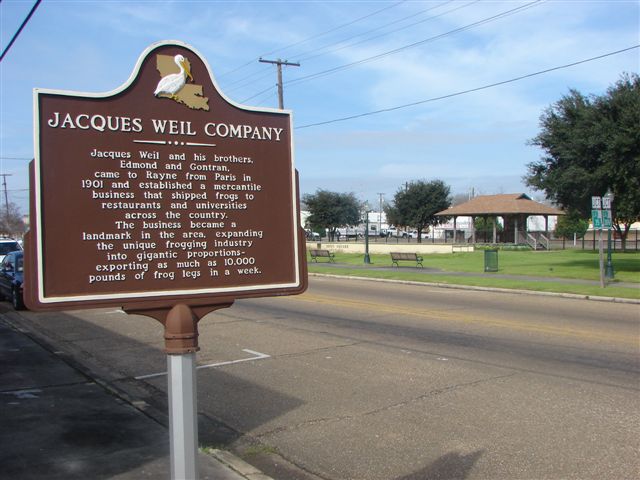 JACQUES WEIL COMPANY
Jacques Weil and his brothers,
Edmond and Gontran,
came to Rayne from Paris in
1901 and established a mercantile
business that shipped frogs to
restaurants and universities
across the country.
The business became a
landmark in the area, expanding
the unique frogging industry
into gigantic proportions-
exporting as much as 10,000
pounds of frog legs in a week.